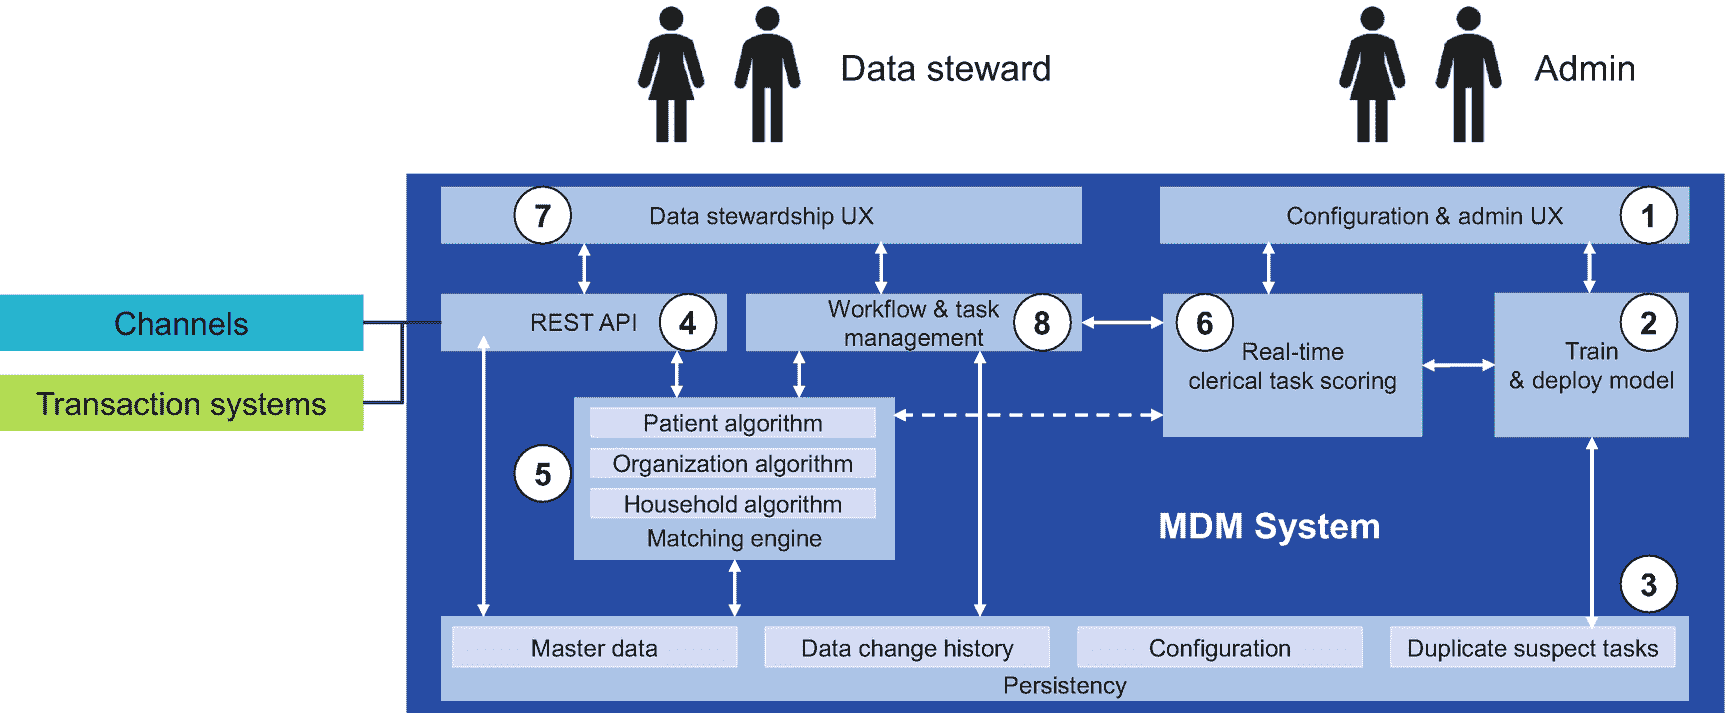 Data steward
Admin
7
Data stewardship UX
Configuration & admin UX
1
Channels
Transaction systems
REST API
4
Workflow & task
management
8
6
Real-time
clerical task scoring
2
Train
& deploy model
5
Patient algorithm
Organization algorithm
Household algorithm
Matching engine
MDM System
3
Master data
Data change history
Configuration
Duplicate suspect tasks
Persistency